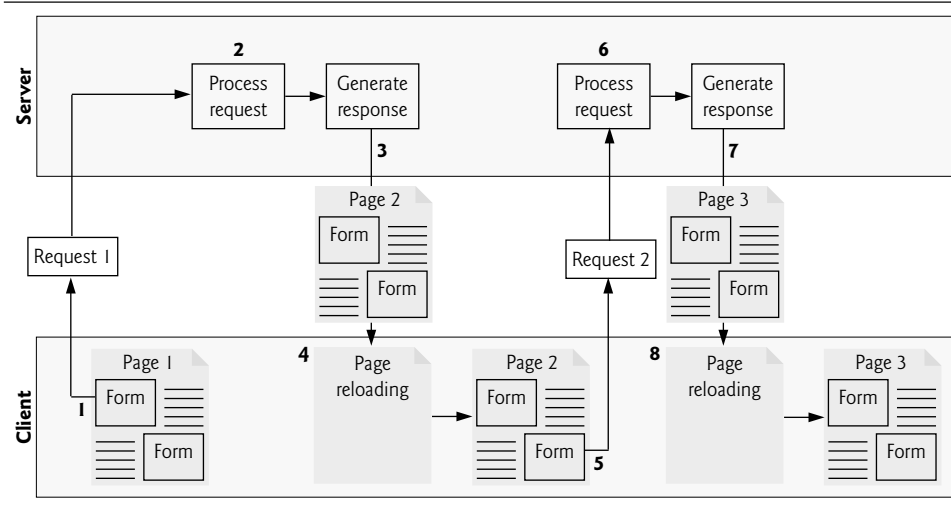 Server
2
Process
request
Generate
response
3
6
Process
request
Generate
response
7
Page 2
Form
Form
Page 3
Form
Form
Request 1
Request 2
Client
Page 1
Form
1
Form
4
Page
reloading
Page 2
Form
Form
5
8
Page
reloading
Page 3
Form
Form